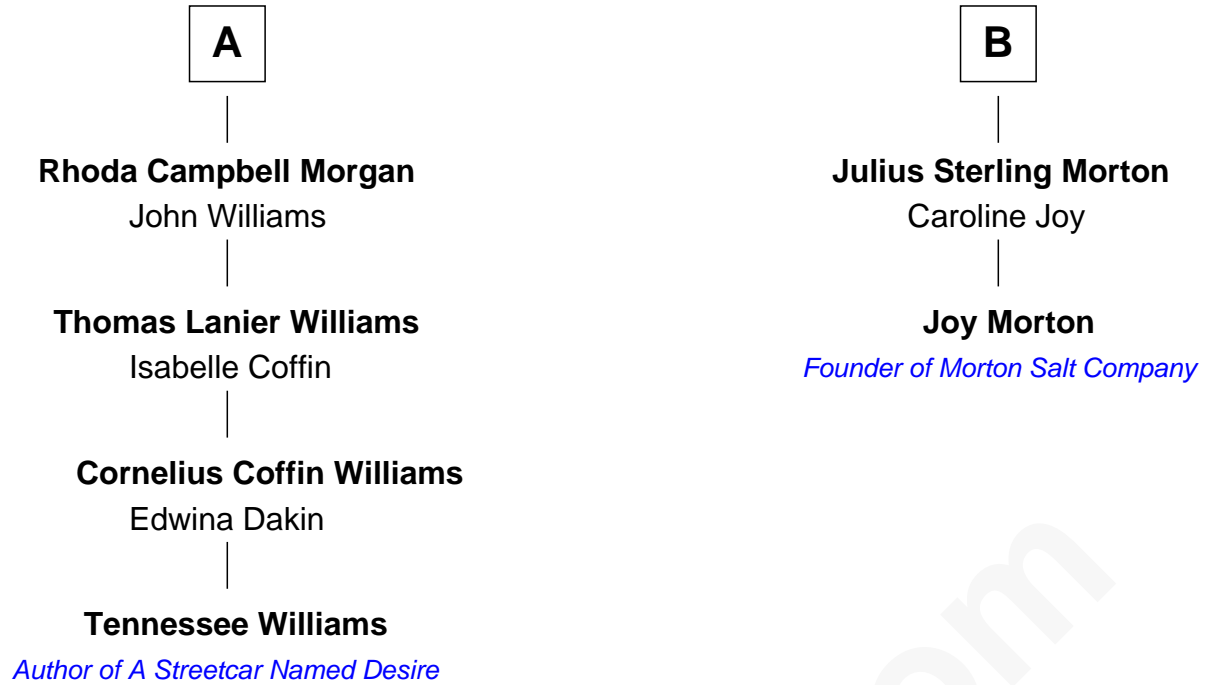 A
Rhoda Campbell Morgan
John Williams
Thomas Lanier Williams
Isabelle Coffin
Cornelius Coffin Williams
Edwina Dakin
Tennessee Williams
Author of A Streetcar Named Desire
B
Julius Sterling Morton
Caroline Joy
Joy Morton
Founder of Morton Salt Company
om